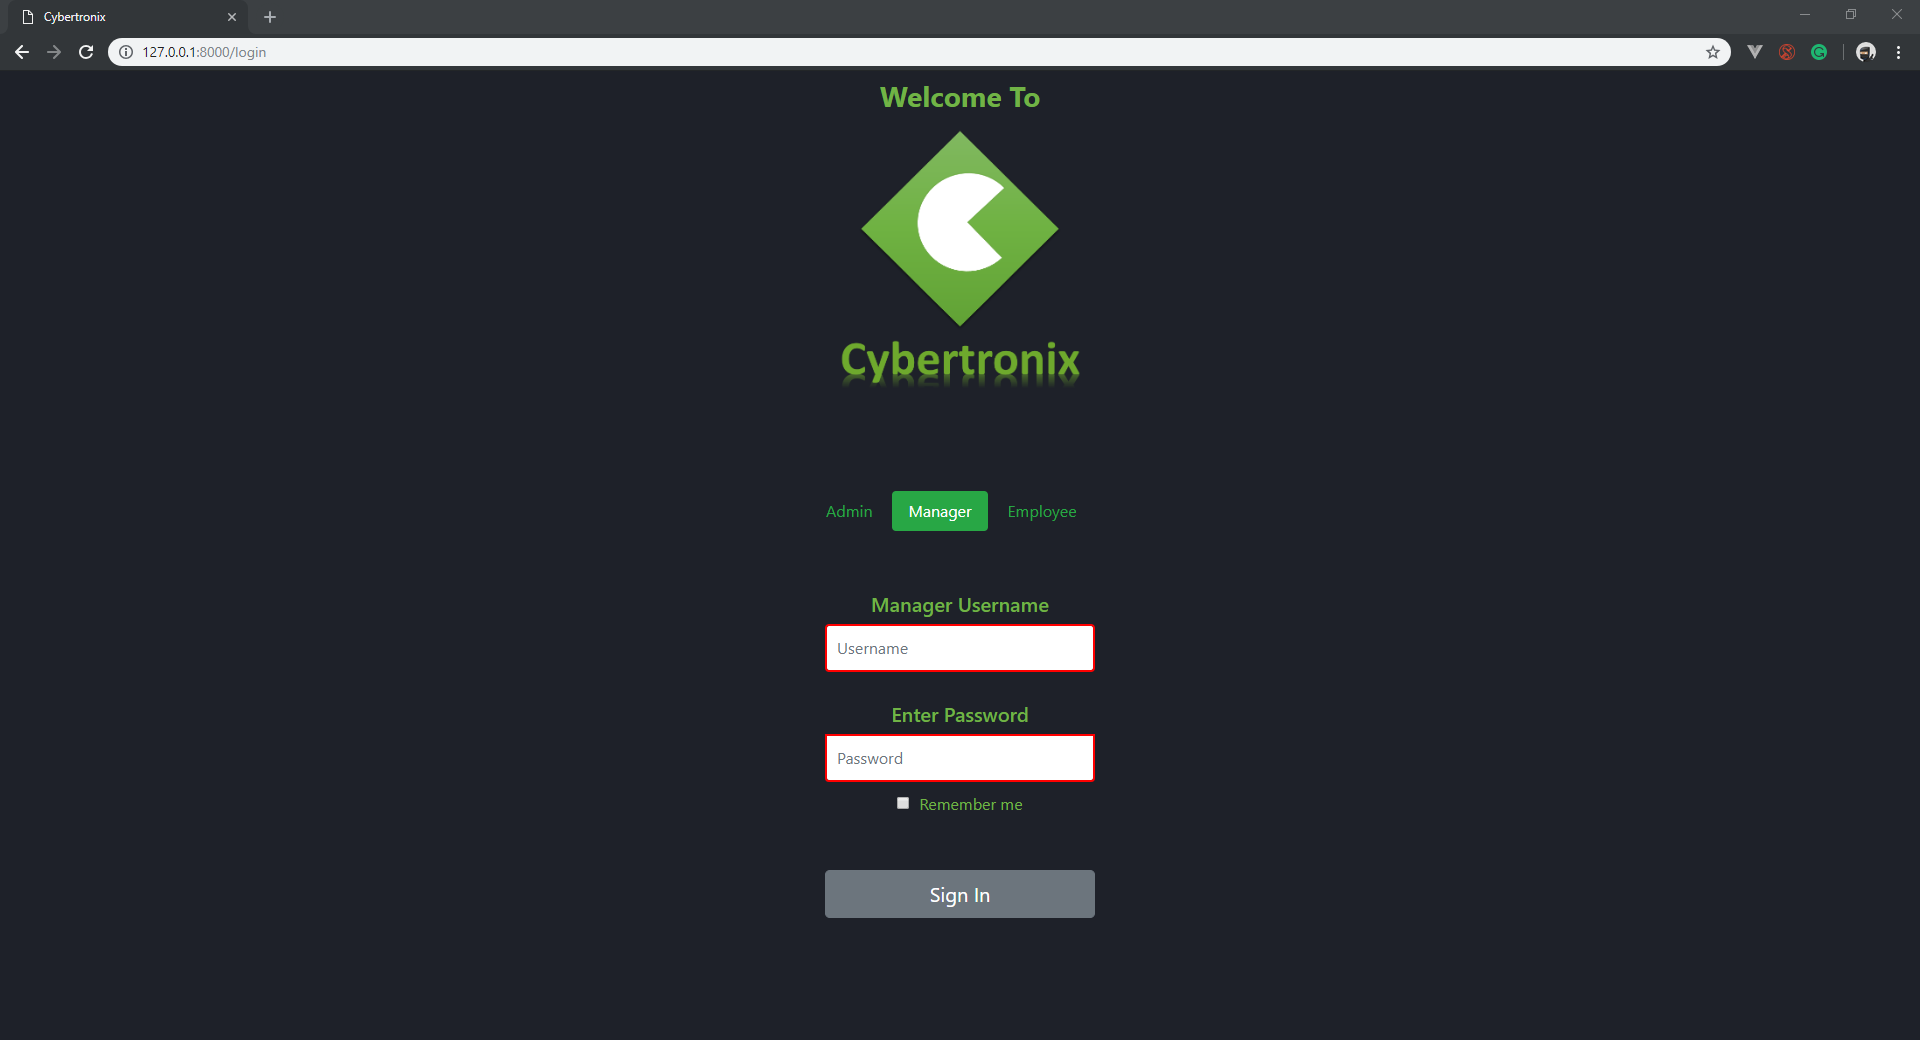 Cybertronix
127.0.0.1:8000/login
Welcome To
Cybertronix
Admin Manager Employee
Manager Username
Username
Enter Password
Password
Remember me
Sign In